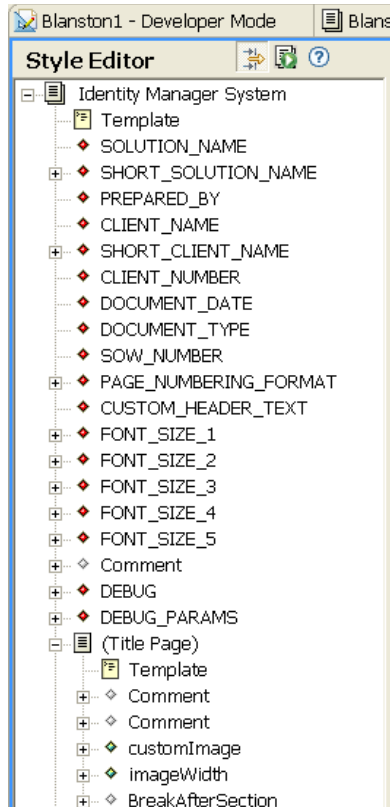 Blanston1 - Developer Mode Blans
Style Editor
Identity Manager System
Template
SOLUTION_NAME
SHORT_SOLUTION_NAME
PREPARED_BY
CLIENT_NAME
SHORT_CLIENT_NAME
CLIENT_NUMBER
DOCUMENT_DATE
DOCUMENT_TYPE
SOW_NUMBER
PAGE_NUMBERING_FORMAT
CUSTOM_HEADER_TEXT
FONT_SIZE_1
FONT_SIZE_2
FONT_SIZE_3
FONT_SIZE_4
FONT_SIZE_5
Comment
DEBUG
DEBUG_PARAMS
(Title Page)
Template
Comment
Comment
customImage
imageWidth
BreakAfterSection